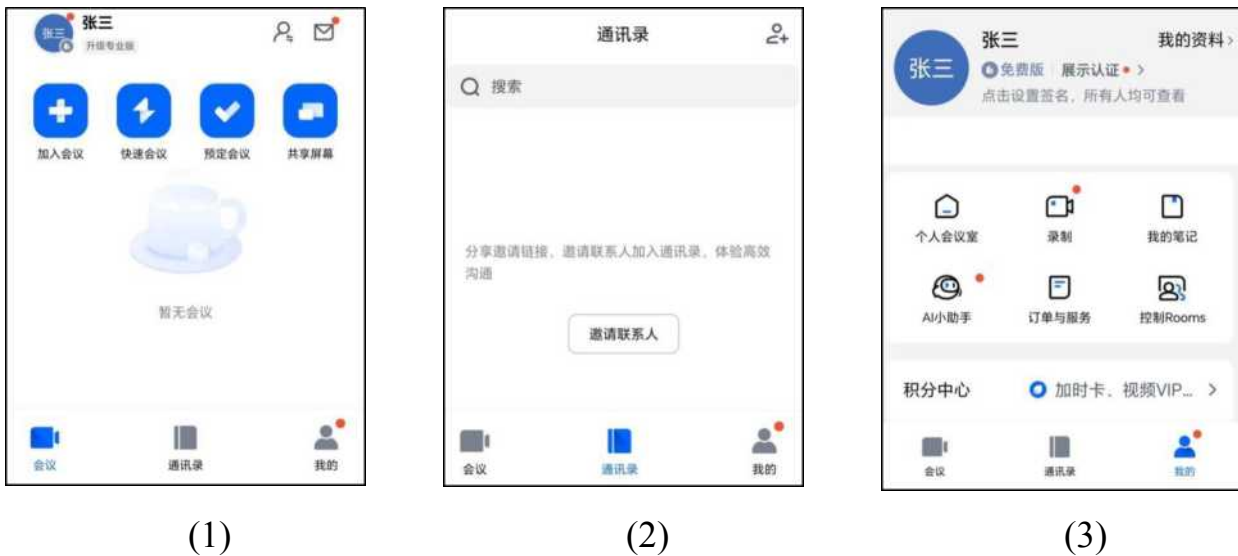 张三
张三
升级专业版
加入会议
快速会议
预定会议
共享屏幕
暂无会议
会议
通讯录
我的
(1)
通讯录
搜索
分享邀请链接、邀请联系人加入通讯录，体验高效
沟通
邀请联系人
会议
通讯录
我的
(2)
张三
张三
我的资料
免费版
展示认证
点击设置签名，所有人均可查看
个人会议室
录制
我的笔记
AI小助手
订单与服务
控制Rooms
积分中心
加时卡、视频VIP...
会议
通讯录
我的
(3)